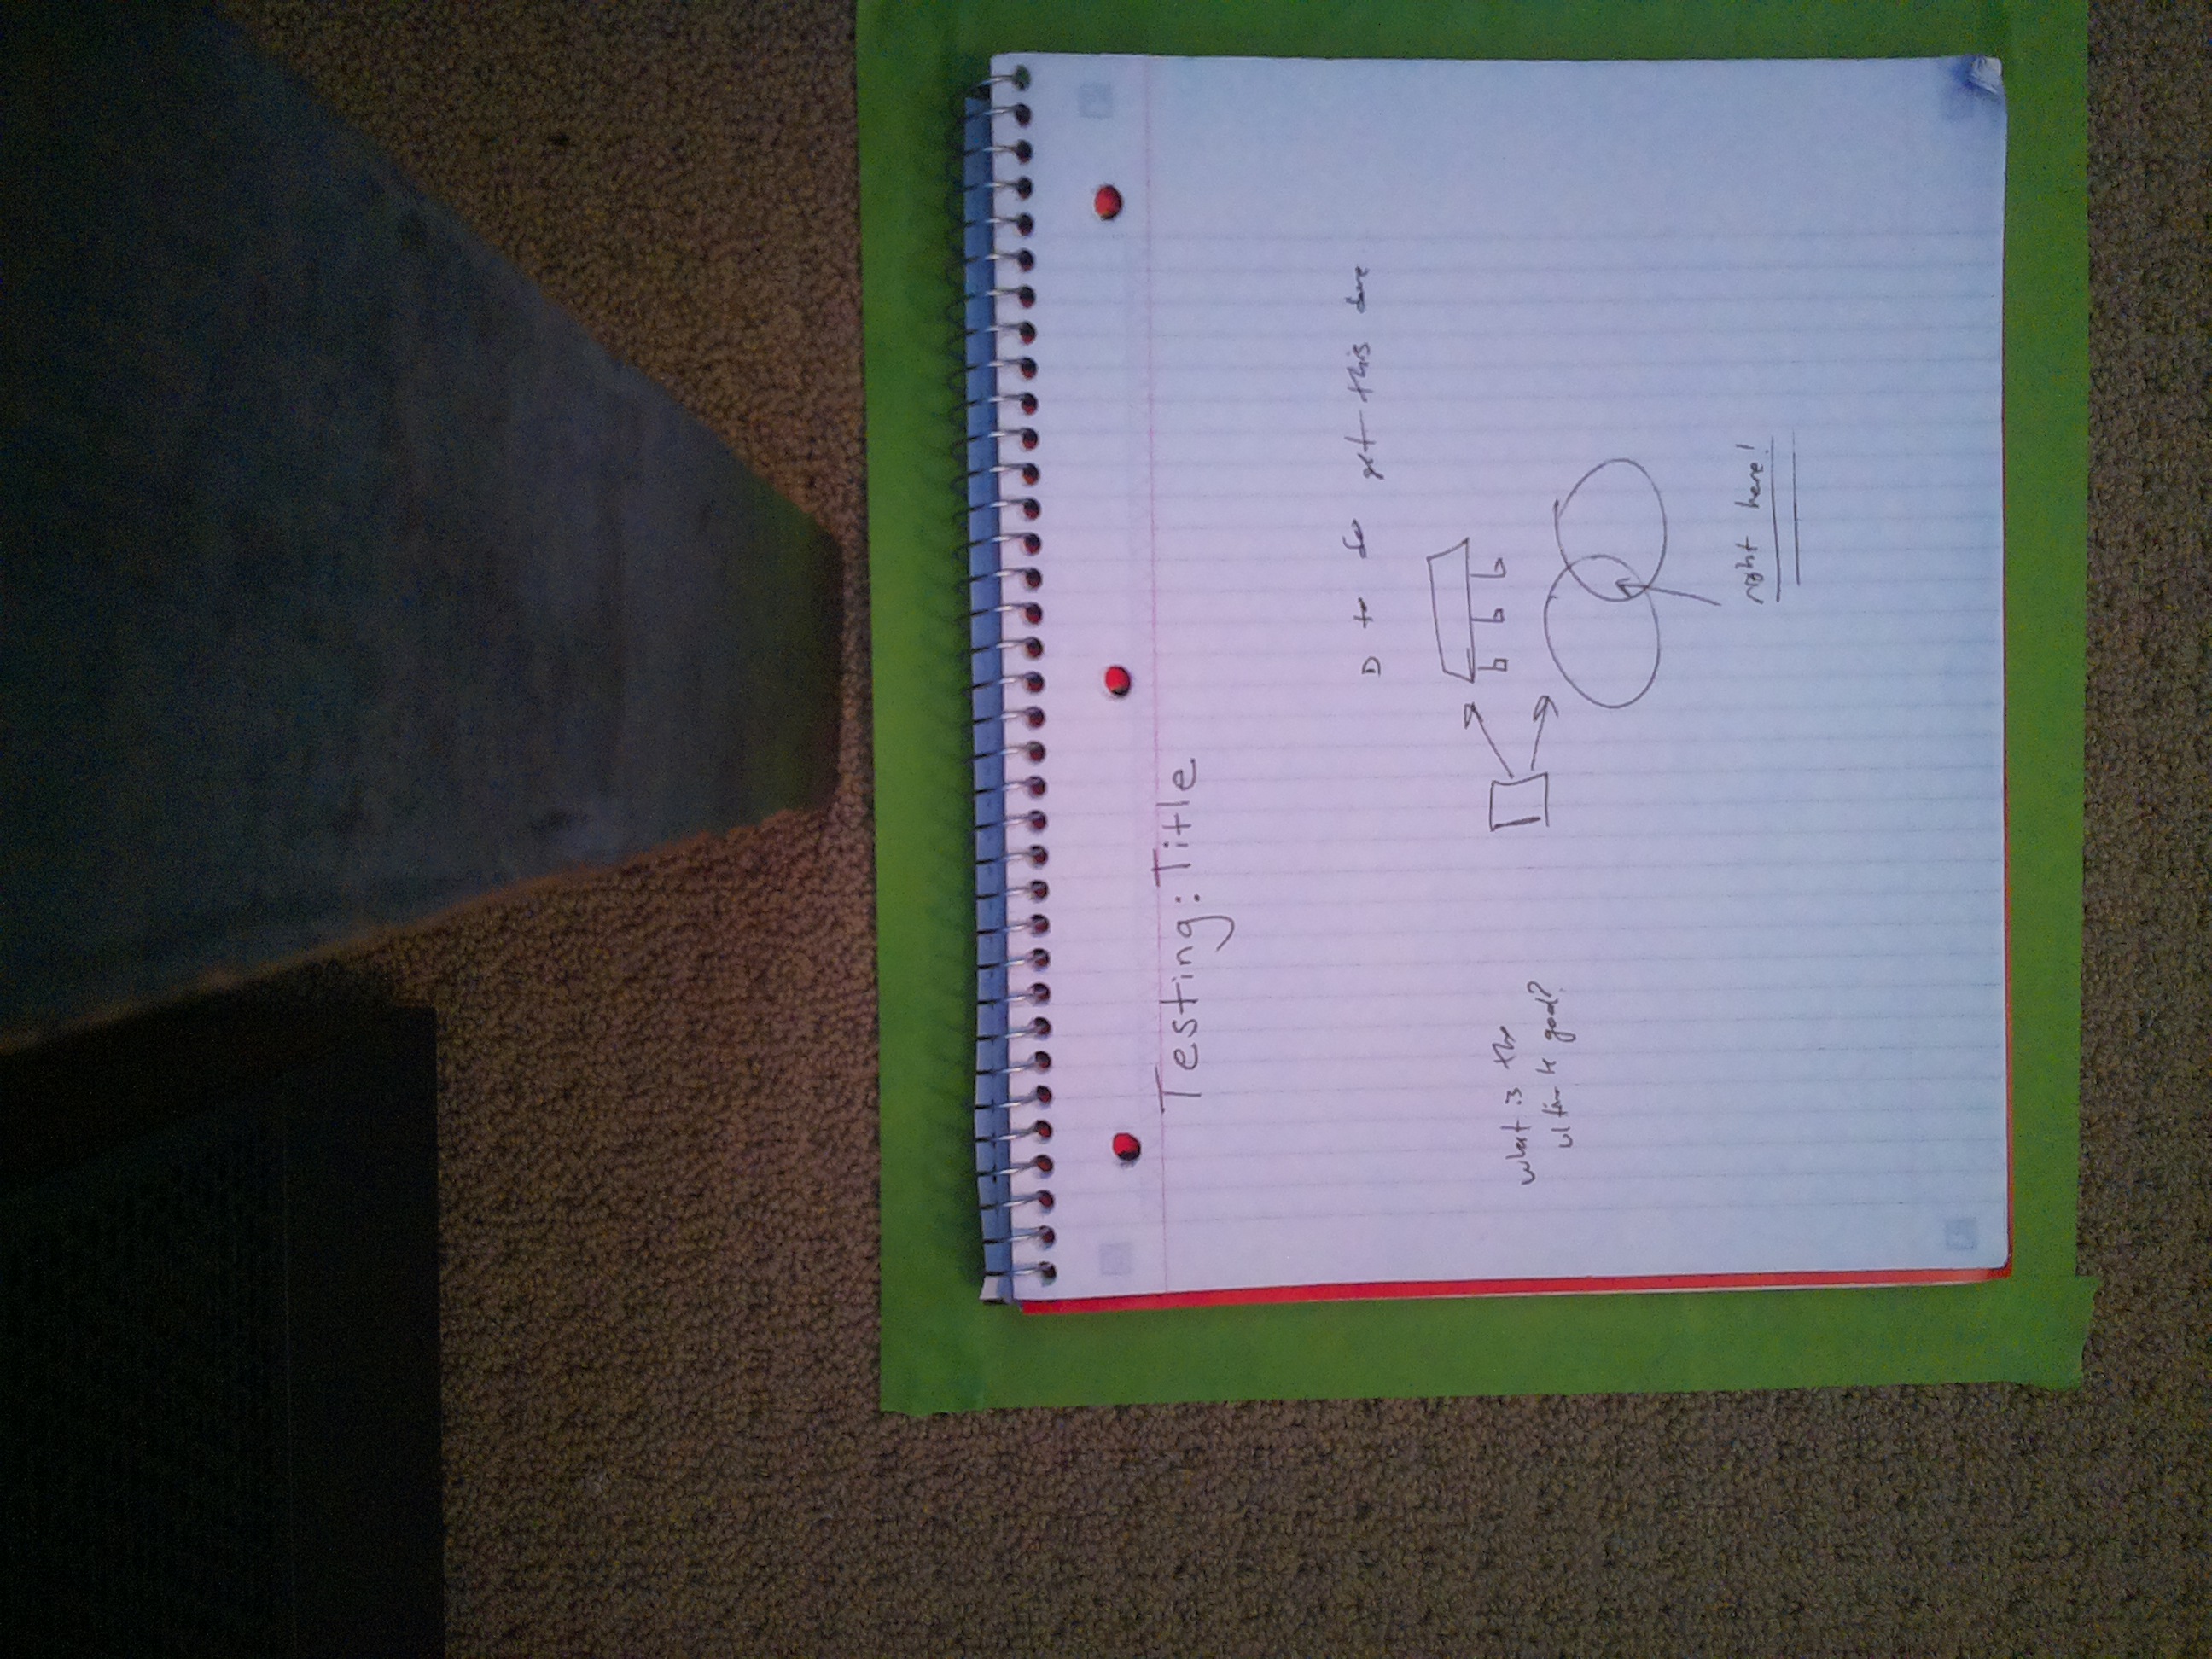 Testing: Title
D to do get this done
b b b
what is the
ultimate goal?
right here!